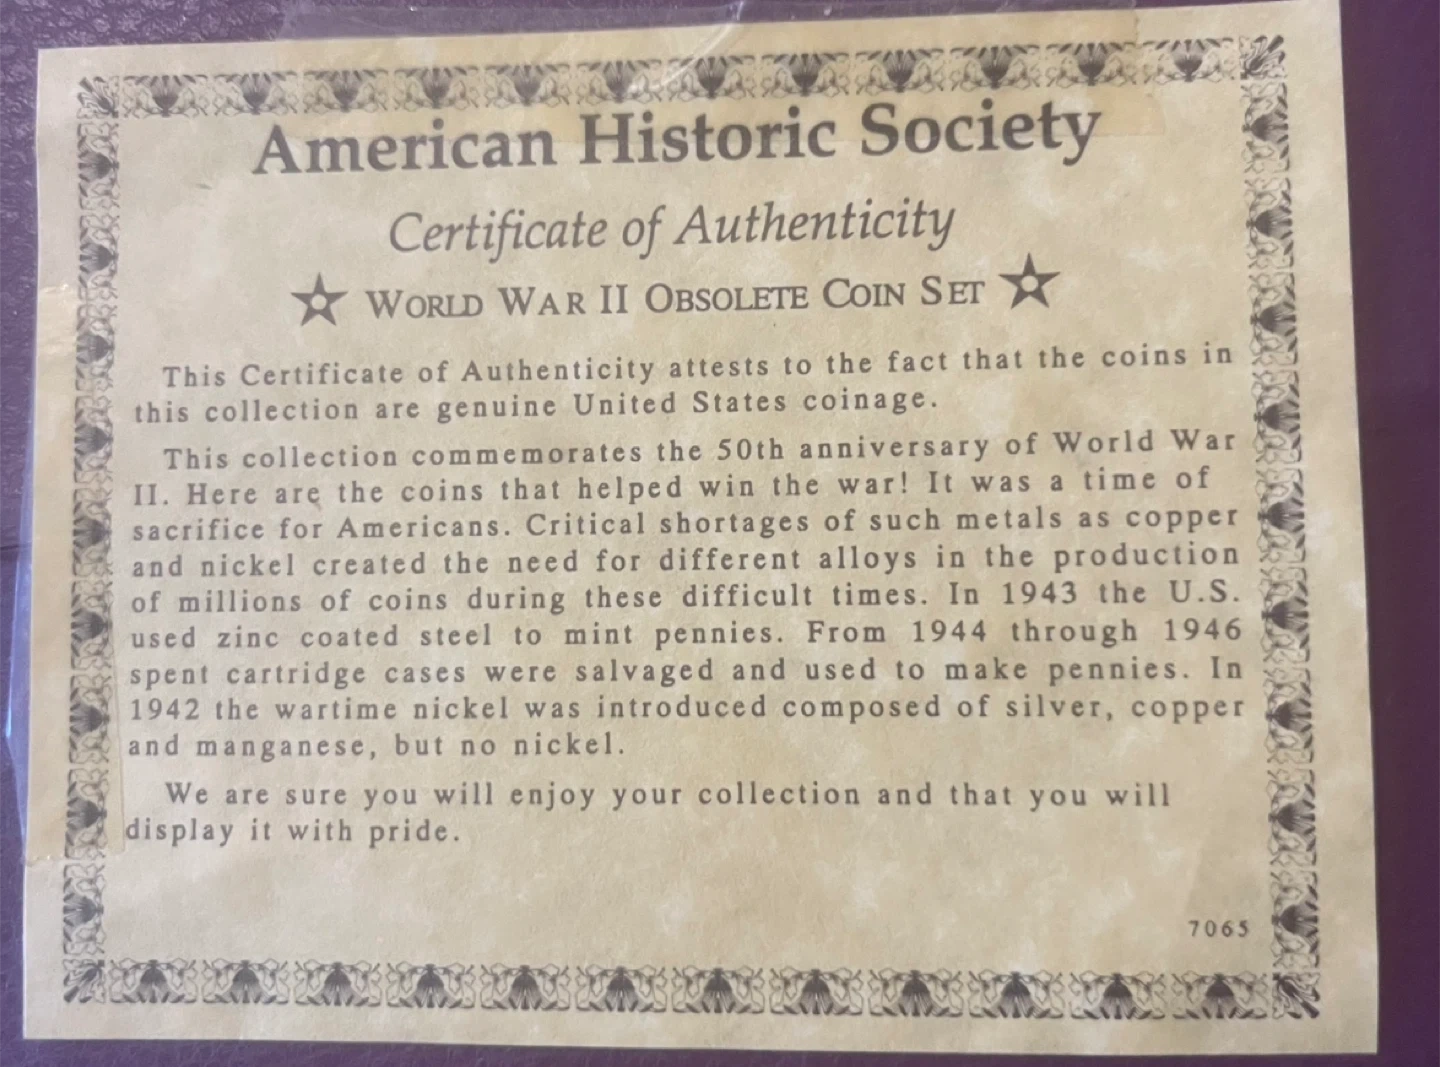 American Historic Society
Certificate of Authenticity
World War II Obsolete Coin Set
This Certificate of Authenticity attests to the fact that the coins in
this collection are genuine United States coinage.
This collection commemorates the 50th anniversary of World War
II. Here are the coins that helped win the war! It was a time of
sacrifice for Americans. Critical shortages of such metals as copper
and nickel created the need for different alloys in the production
of millions of coins during these difficult times. In 1943 the U.S.
used zinc coated steel to mint pennies. From 1944 through 1946
spent cartridge cases were salvaged and used to make pennies. In
1942 the wartime nickel was introduced composed of silver, copper
and manganese, but no nickel.
We are sure you will enjoy your collection and that you will
display it with pride.
7065